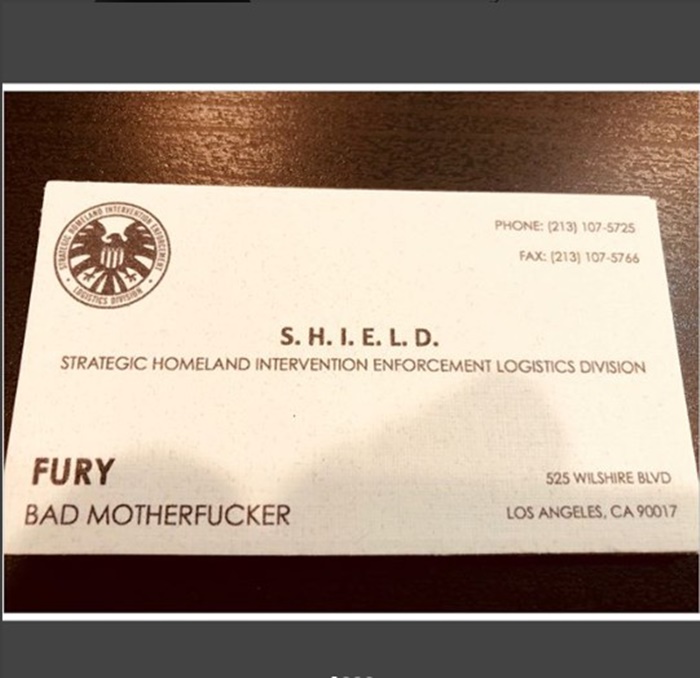 STRATEGIC HOMELAND INTERVENTION ENFORCEMENT
LOGISTICS DIVISION
PHONE: (213) 107-5725
FAX: (213) 107-5766
S. H. I. E. L. D.
STRATEGIC HOMELAND INTERVENTION ENFORCEMENT LOGISTICS DIVISION
FURY
BAD MOTHERFUCKER
525 WILSHIRE BLVD
LOS ANGELES, CA 90017